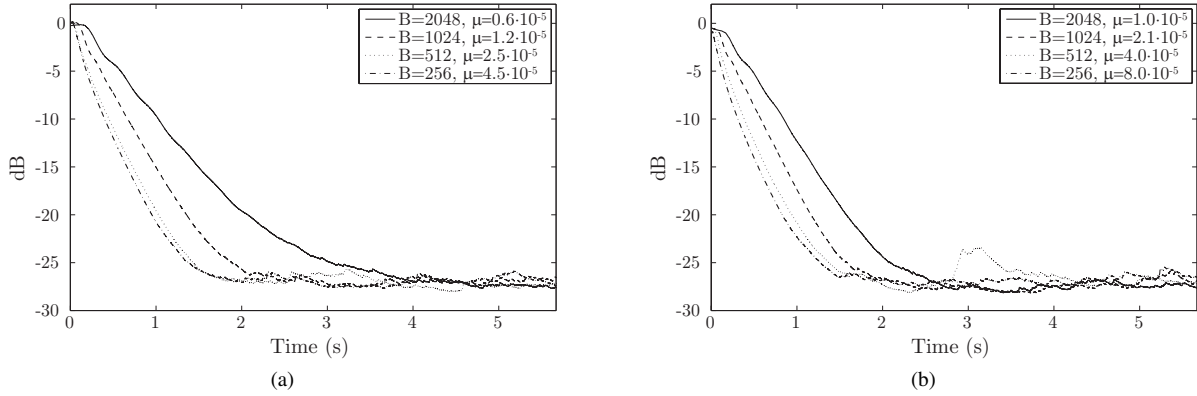 0
-5
-10
-15
-20
-25
-30
dB
0 1 2 3 4 5
Time (s)
B=2048, μ=0.6·10⁻⁵
B=1024, μ=1.2·10⁻⁵
B=512, μ=2.5·10⁻⁵
B=256, μ=4.5·10⁻⁵
(a)
0
-5
-10
-15
-20
-25
-30
dB
0 1 2 3 4 5
Time (s)
B=2048, μ=1.0·10⁻⁵
B=1024, μ=2.1·10⁻⁵
B=512, μ=4.0·10⁻⁵
B=256, μ=8.0·10⁻⁵
(b)